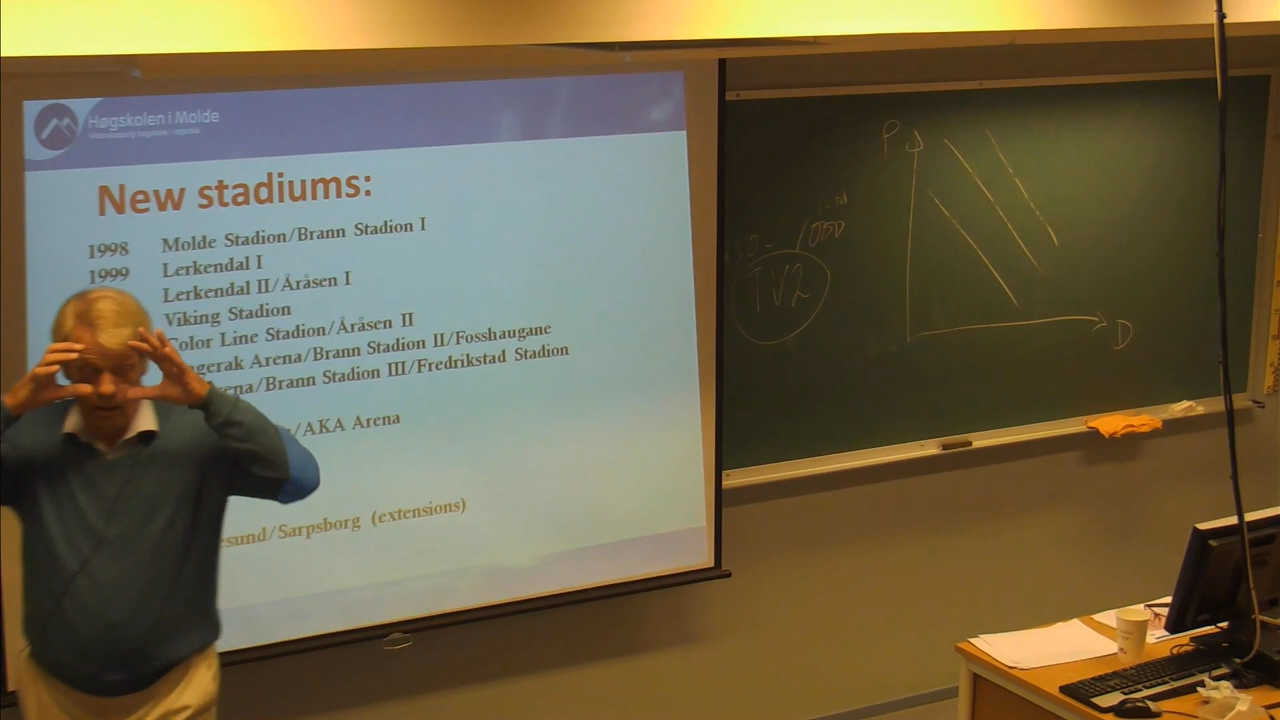 Høgskolen i Molde
New stadiums:
1998 Molde Stadion/Brann Stadion I
1999 Lerkendal I
Lerkendal II/Åråsen I
Viking Stadion
Color Line Stadion/Åråsen II
Arena/Brann Stadion II/Fosshaugane
/Brann Stadion III/Fredrikstad Stadion
/AKA Arena
/Sarpsborg (extensions)
TV2
P
D